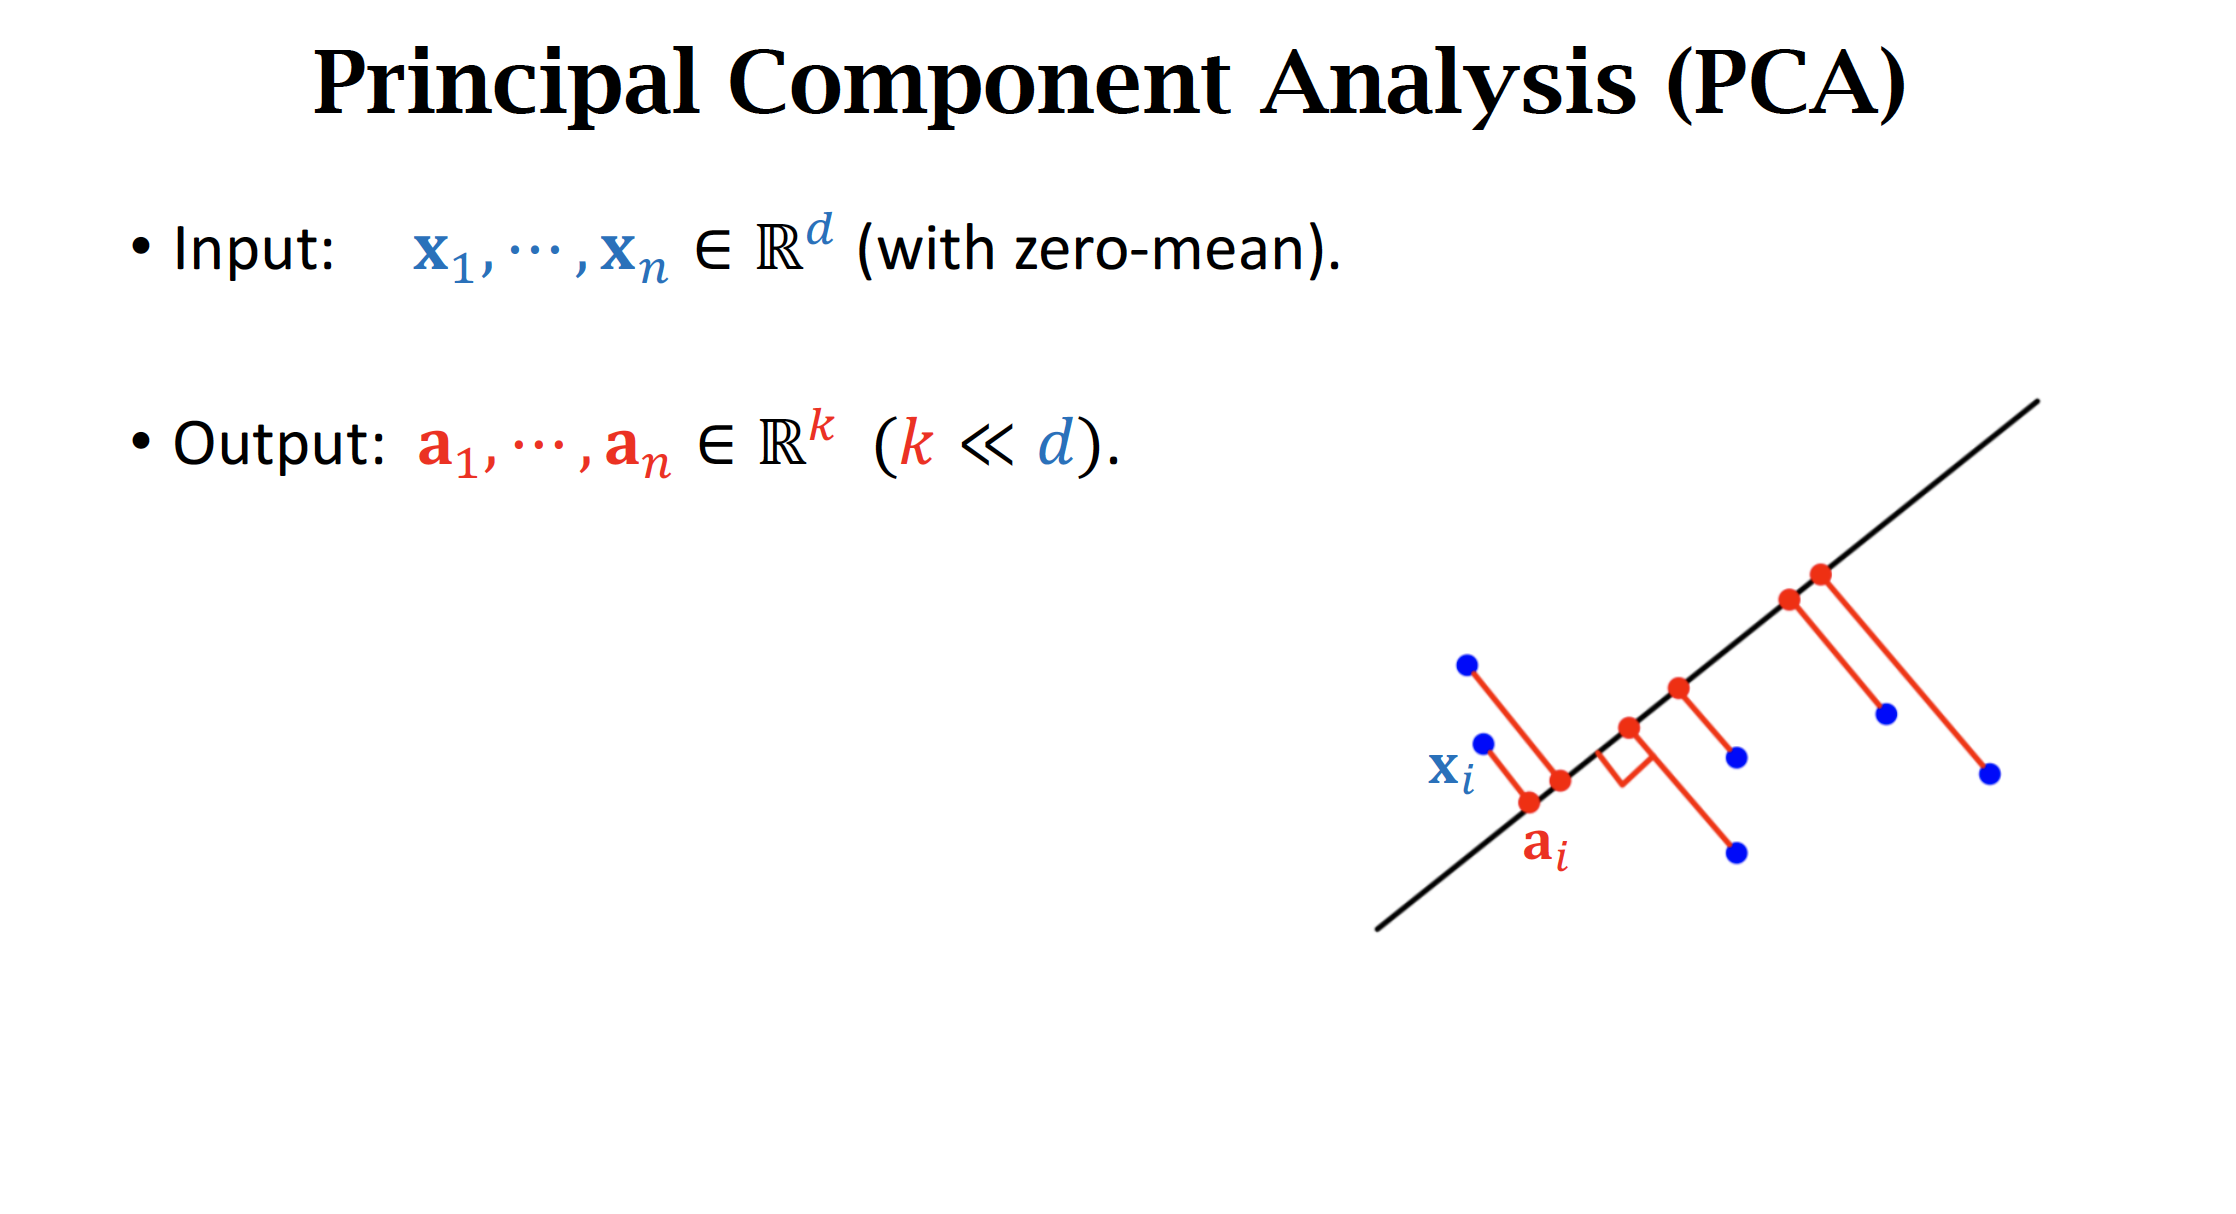 Principal Component Analysis (PCA)
• Input: 𝐱₁, ⋯ , 𝐱ₙ ∈ ℝᵈ (with zero-mean).
• Output: 𝐚₁, ⋯ , 𝐚ₙ ∈ ℝᵏ (k ≪ d).
𝐱ᵢ
𝐚ᵢ